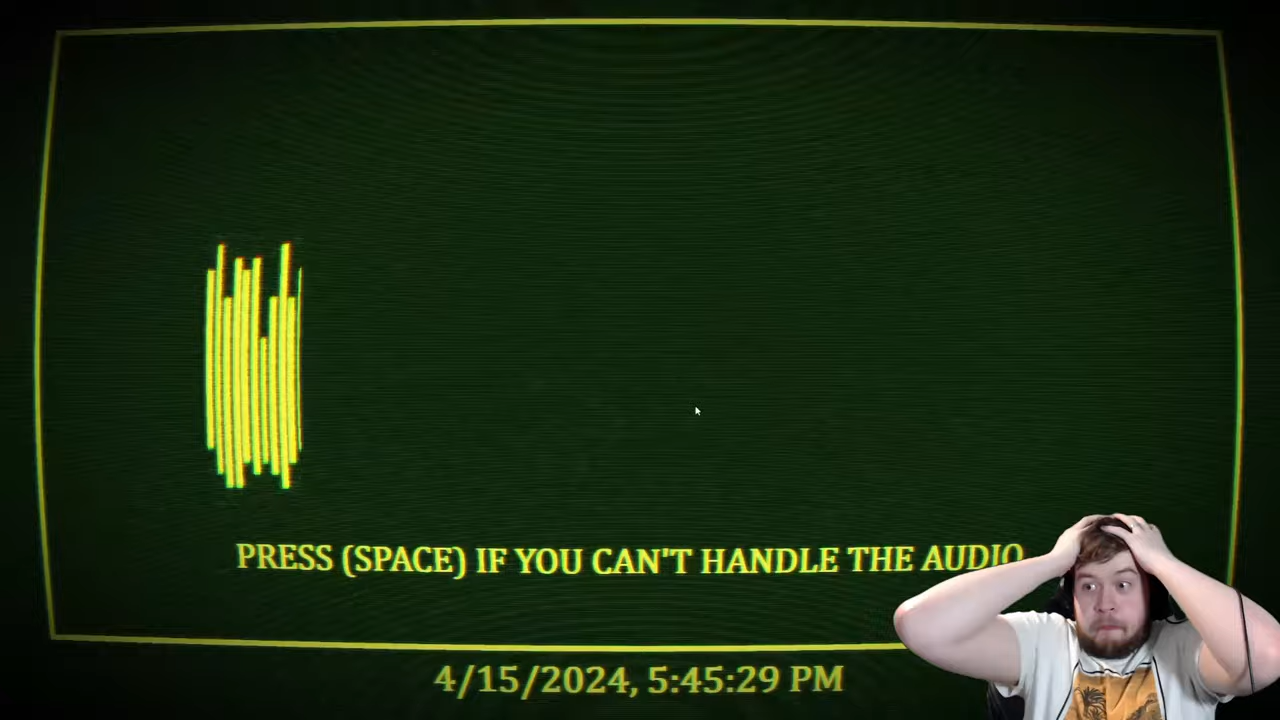 PRESS (SPACE) IF YOU CAN'T HANDLE THE AUDIO
4/15/2024, 5:45:29 PM